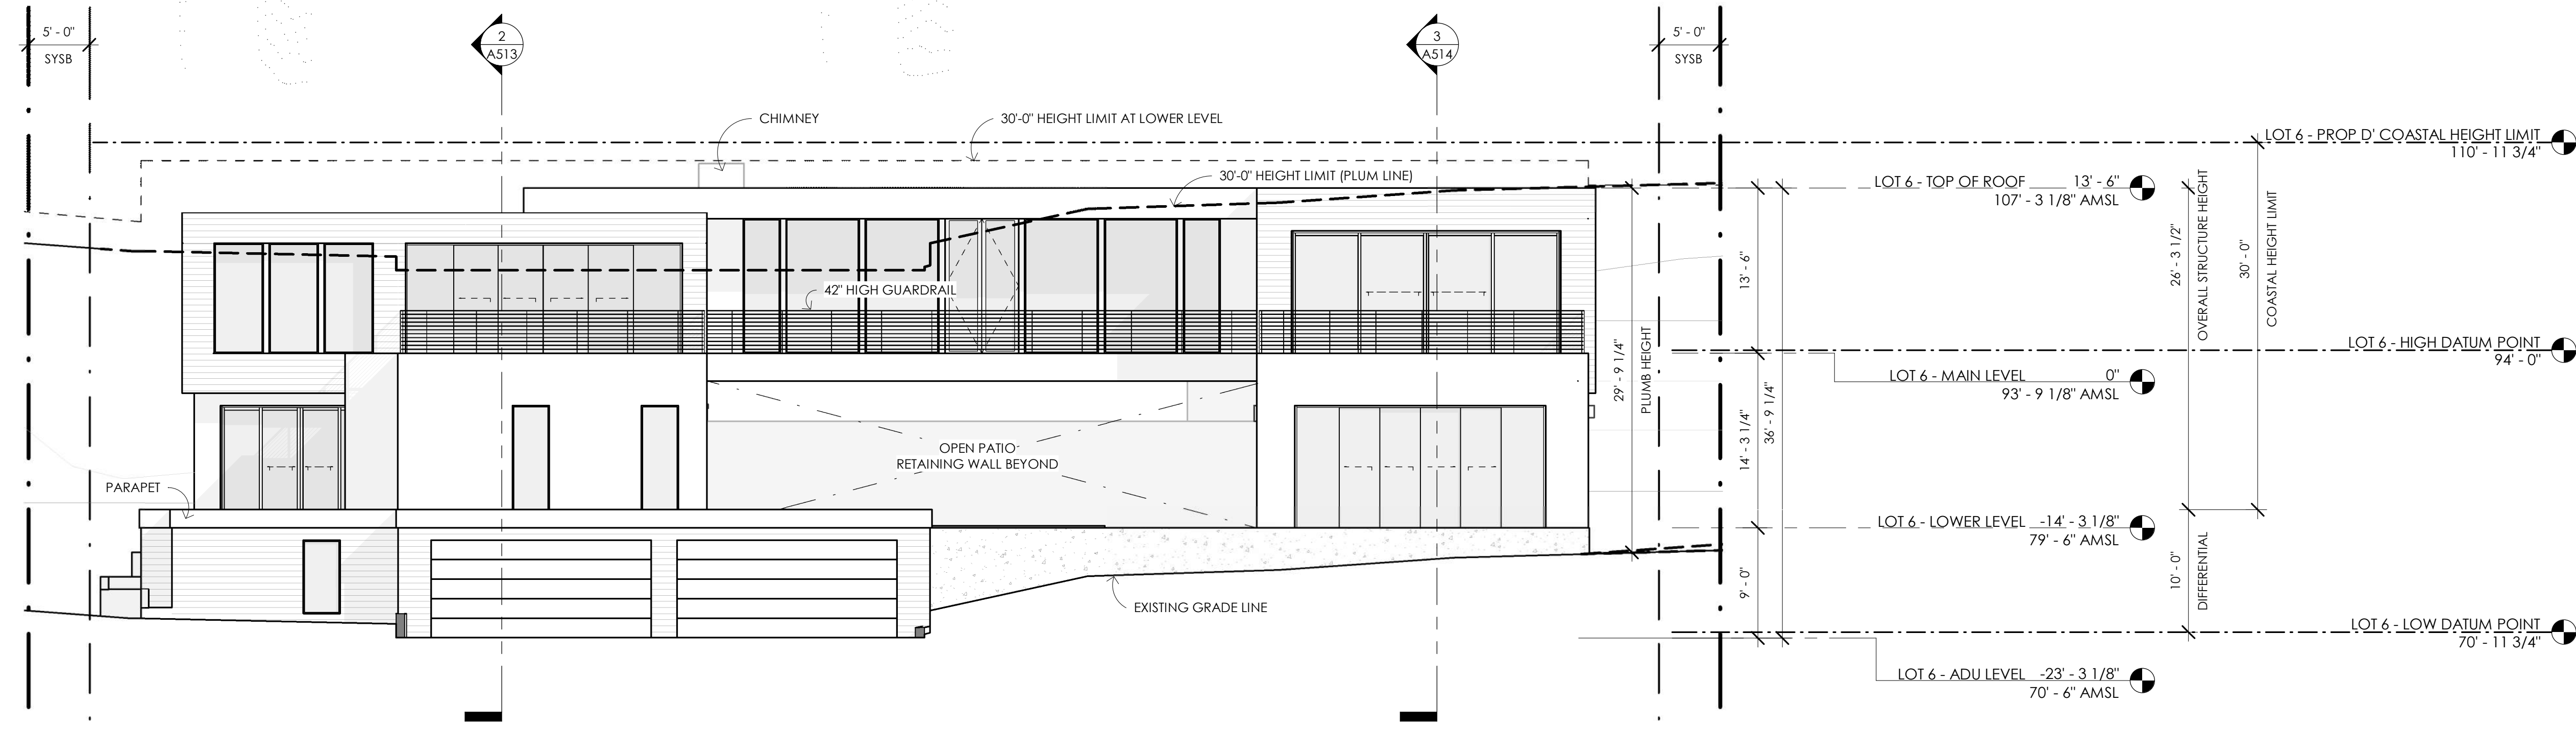 5' - 0"
SYSB
2
A513
3
A514
5' - 0"
SYSB
CHIMNEY
30'-0" HEIGHT LIMIT AT LOWER LEVEL
30'-0" HEIGHT LIMIT (PLUM LINE)
42" HIGH GUARDRAIL
OPEN PATIO-
RETAINING WALL BEYOND
PARAPET
EXISTING GRADE LINE
29' - 9 1/4"
PLUMB HEIGHT
13' - 6"
14' - 3 1/4"
9' - 0"
36' - 9 1/4"
LOT 6 - TOP OF ROOF 13' - 6"
107' - 3 1/8" AMSL
LOT 6 - MAIN LEVEL 0"
93' - 9 1/8" AMSL
LOT 6 - LOWER LEVEL -14' - 3 1/8"
79' - 6" AMSL
LOT 6 - ADU LEVEL -23' - 3 1/8"
70' - 6" AMSL
26' - 3 1/2"
OVERALL STRUCTURE HEIGHT
10' - 0"
DIFFERENTIAL
30' - 0"
COASTAL HEIGHT LIMIT
LOT 6 - PROP D' COASTAL HEIGHT LIMIT
110' - 11 3/4"
LOT 6 - HIGH DATUM POINT
94' - 0"
LOT 6 - LOW DATUM POINT
70' - 11 3/4"